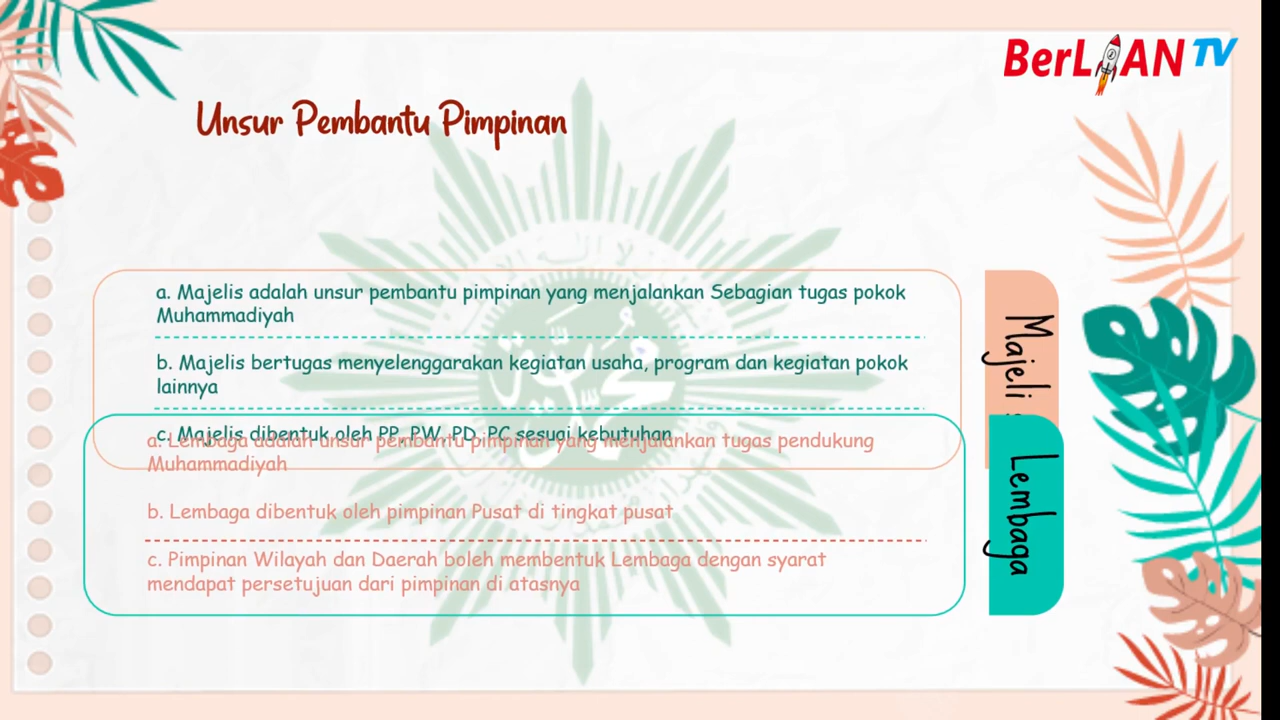 BerLIAN TV
Unsur Pembantu Pimpinan
a. Majelis adalah unsur pembantu pimpinan yang menjalankan Sebagian tugas pokok
Muhammadiyah
b. Majelis bertugas menyelenggarakan kegiatan usaha, program dan kegiatan pokok
lainnya
c. Majelis dibentuk oleh PP, PW, PD, PC sesuai kebutuhan
Majelis
a. Lembaga adalah unsur pembantu pimpinan yang menjalankan tugas pendukung
Muhammadiyah
b. Lembaga dibentuk oleh pimpinan Pusat di tingkat pusat
c. Pimpinan Wilayah dan Daerah boleh membentuk Lembaga dengan syarat
mendapat persetujuan dari pimpinan di atasnya
Lembaga